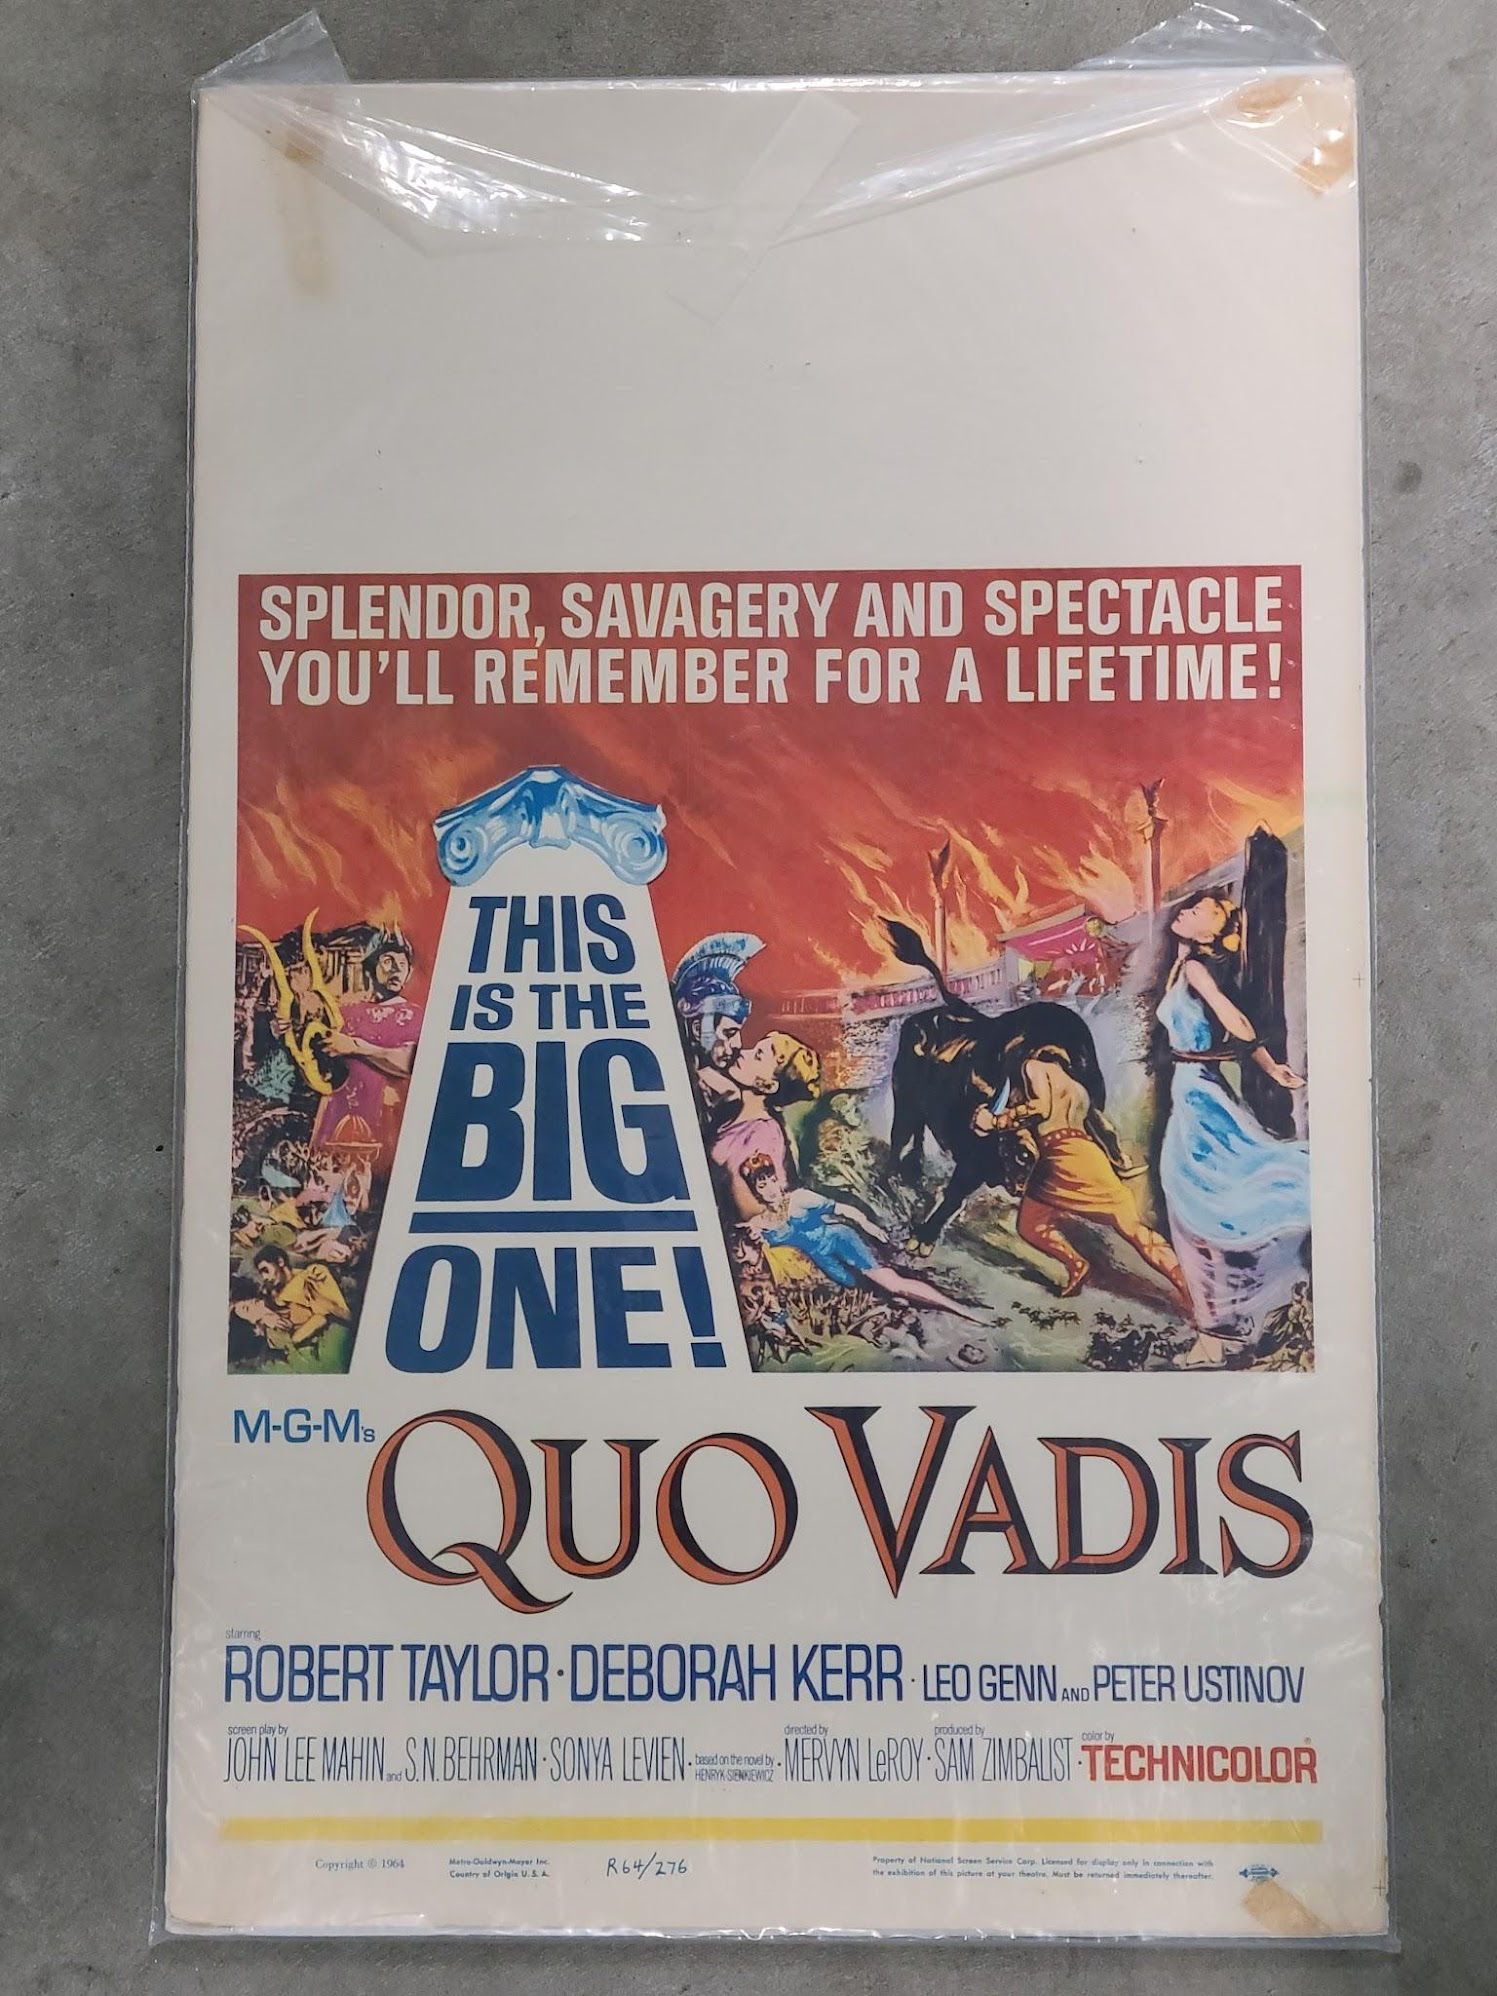 SPLENDOR, SAVAGERY AND SPECTACLE
YOU'LL REMEMBER FOR A LIFETIME!
THIS
IS THE
BIG
ONE!
M-G-M's QUO VADIS
starring
ROBERT TAYLOR · DEBORAH KERR · LEO GENN AND PETER USTINOV
screen play by
JOHN LEE MAHIN and S.N. BEHRMAN · SONYA LEVIEN ·
based on the novel by
HENRYK SIENKIEWICZ ·
directed by
MERVYN LeROY ·
produced by
SAM ZIMBALIST ·
color by
TECHNICOLOR®
Copyright © 1964
Metro-Goldwyn-Mayer Inc.
Country of Origin U. S. A.
R64/276
Property of National Screen Service Corp. Licensed for display only in connection with
the exhibition of this picture at your theatre. Must be returned immediately thereafter.